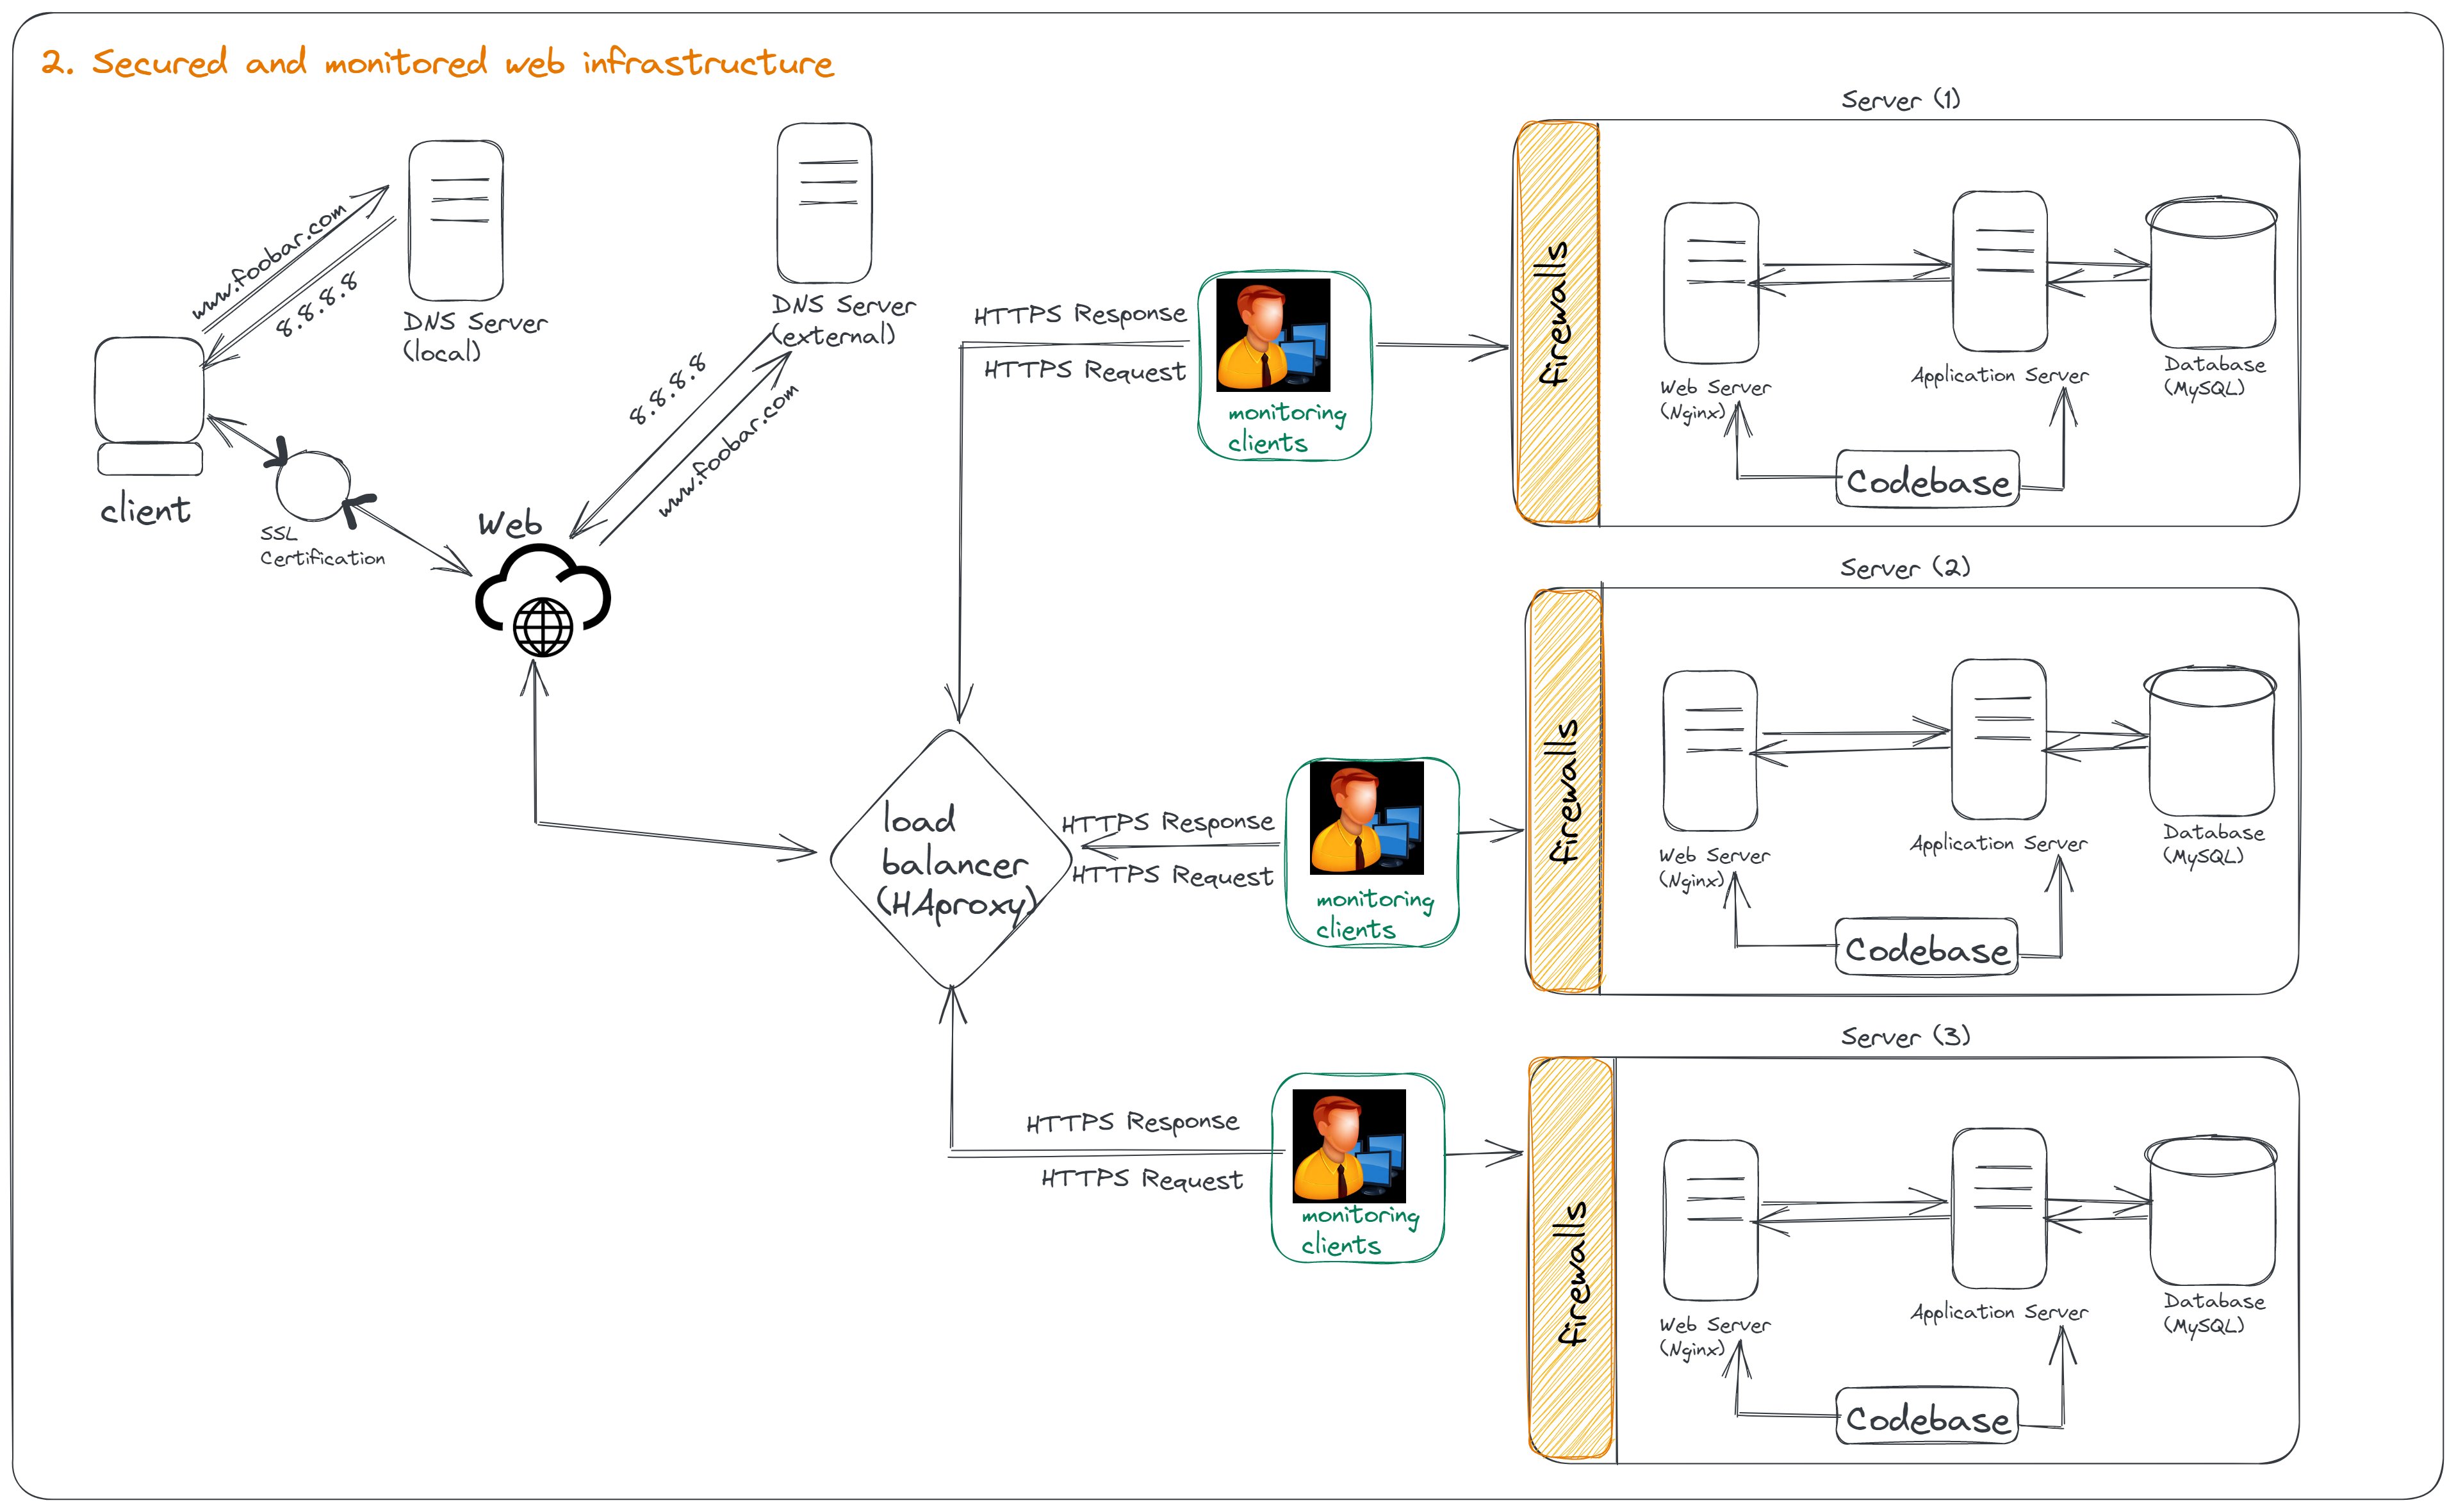 2. Secured and monitored web infrastructure
www.foobar.com
8.8.8.8
DNS Server
(local)
DNS Server
(external)
8.8.8.8
www.foobar.com
client
SSL
Certification
Web
load
balancer
(HAproxy)
HTTPS Response
HTTPS Request
monitoring
clients
HTTPS Response
HTTPS Request
monitoring
clients
HTTPS Response
HTTPS Request
monitoring
clients
Server (1)
firewalls
Web Server
(Nginx)
Application Server
Database
(MySQL)
Codebase
Server (2)
firewalls
Web Server
(Nginx)
Application Server
Database
(MySQL)
Codebase
Server (3)
firewalls
Web Server
(Nginx)
Application Server
Database
(MySQL)
Codebase